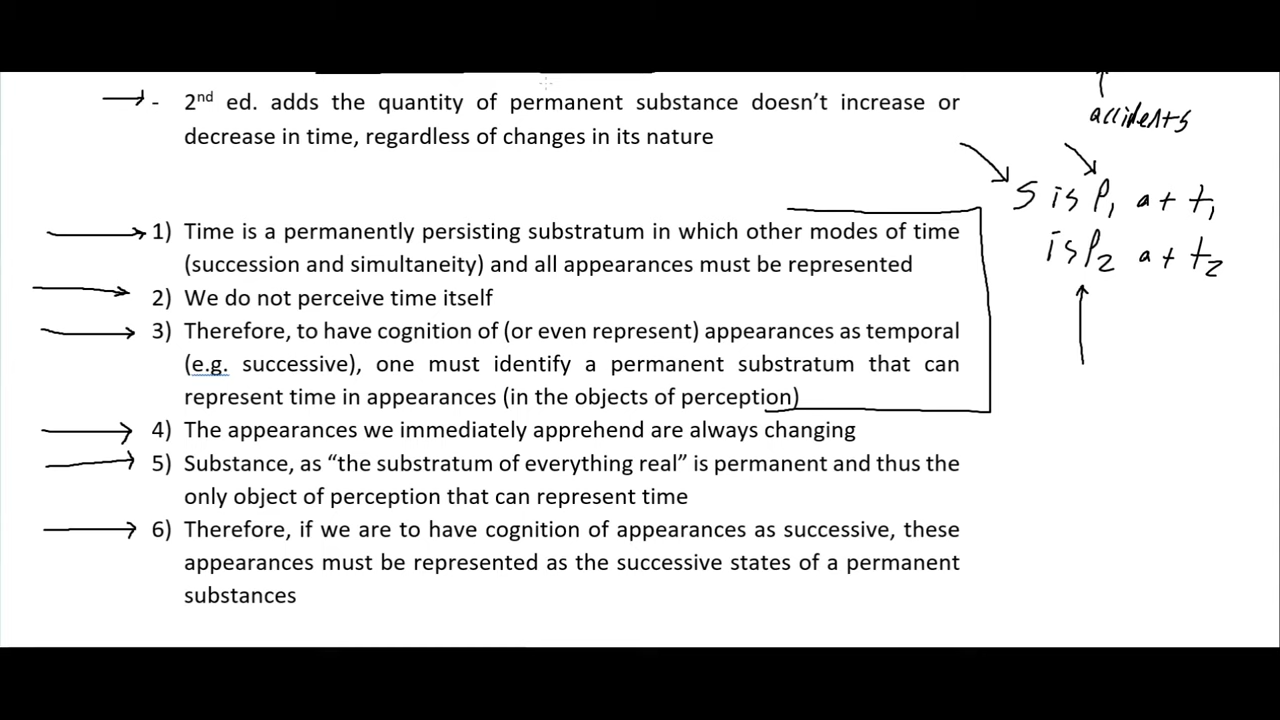 - 2nd ed. adds the quantity of permanent substance doesn't increase or
decrease in time, regardless of changes in its nature
accidents
S is P1 at t1
is P2 at t2
1) Time is a permanently persisting substratum in which other modes of time
(succession and simultaneity) and all appearances must be represented
2) We do not perceive time itself
3) Therefore, to have cognition of (or even represent) appearances as temporal
(e.g. successive), one must identify a permanent substratum that can
represent time in appearances (in the objects of perception)
4) The appearances we immediately apprehend are always changing
5) Substance, as “the substratum of everything real” is permanent and thus the
only object of perception that can represent time
6) Therefore, if we are to have cognition of appearances as successive, these
appearances must be represented as the successive states of a permanent
substances